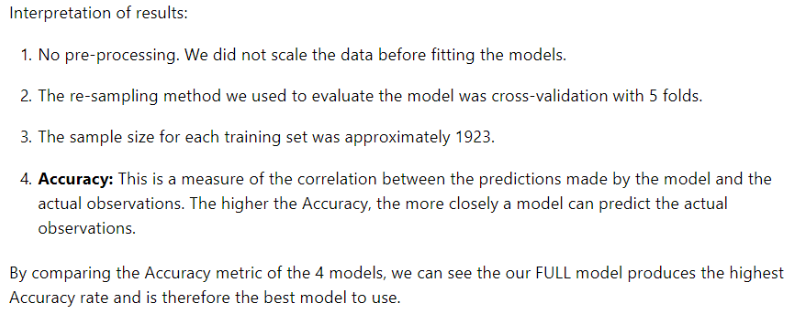 Interpretation of results:
1. No pre-processing. We did not scale the data before fitting the models.
2. The re-sampling method we used to evaluate the model was cross-validation with 5 folds.
3. The sample size for each training set was approximately 1923.
4. Accuracy: This is a measure of the correlation between the predictions made by the model and the
actual observations. The higher the Accuracy, the more closely a model can predict the actual
observations.
By comparing the Accuracy metric of the 4 models, we can see the our FULL model produces the highest
Accuracy rate and is therefore the best model to use.